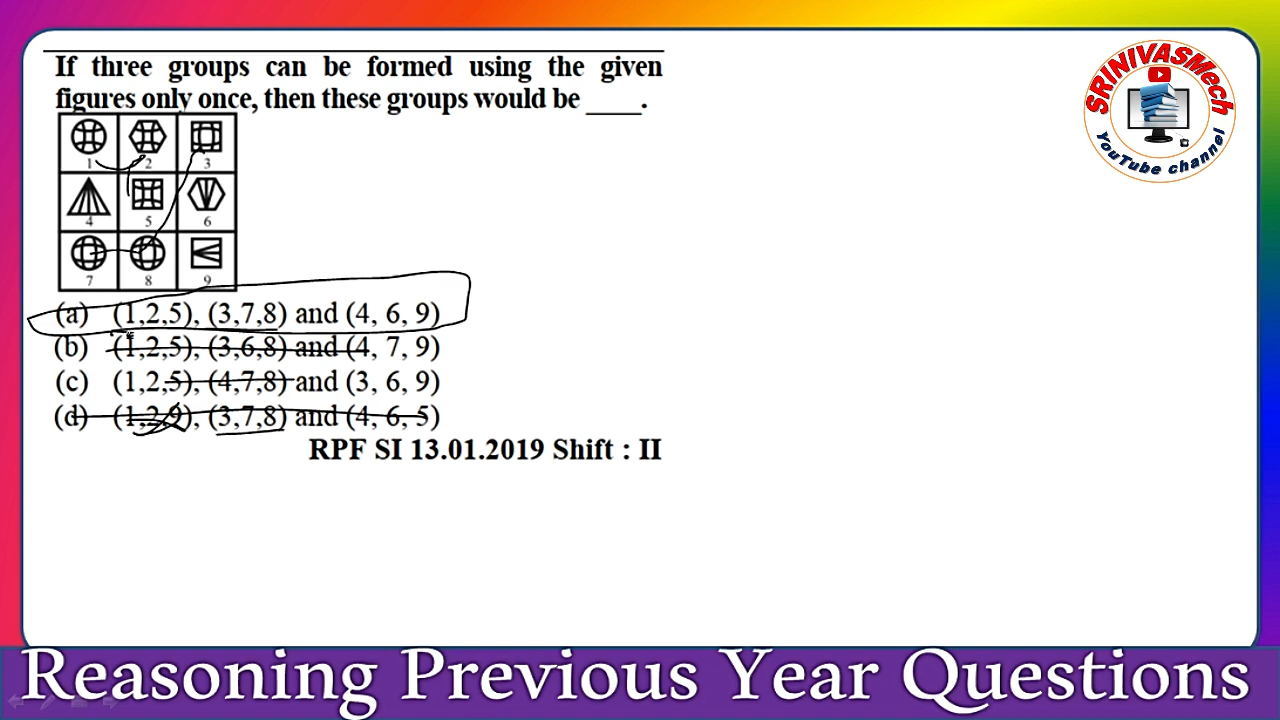 If three groups can be formed using the given
figures only once, then these groups would be ____.
1 2 3
4 5 6
7 8 9
(a) (1,2,5), (3,7,8) and (4, 6, 9)
(b) (1,2,5), (3,6,8) and (4, 7, 9)
(c) (1,2,5), (4,7,8) and (3, 6, 9)
(d) (1,2,9), (3,7,8) and (4, 6, 5)
RPF SI 13.01.2019 Shift : II
SRINIVASMech
YouTube channel
Reasoning Previous Year Questions